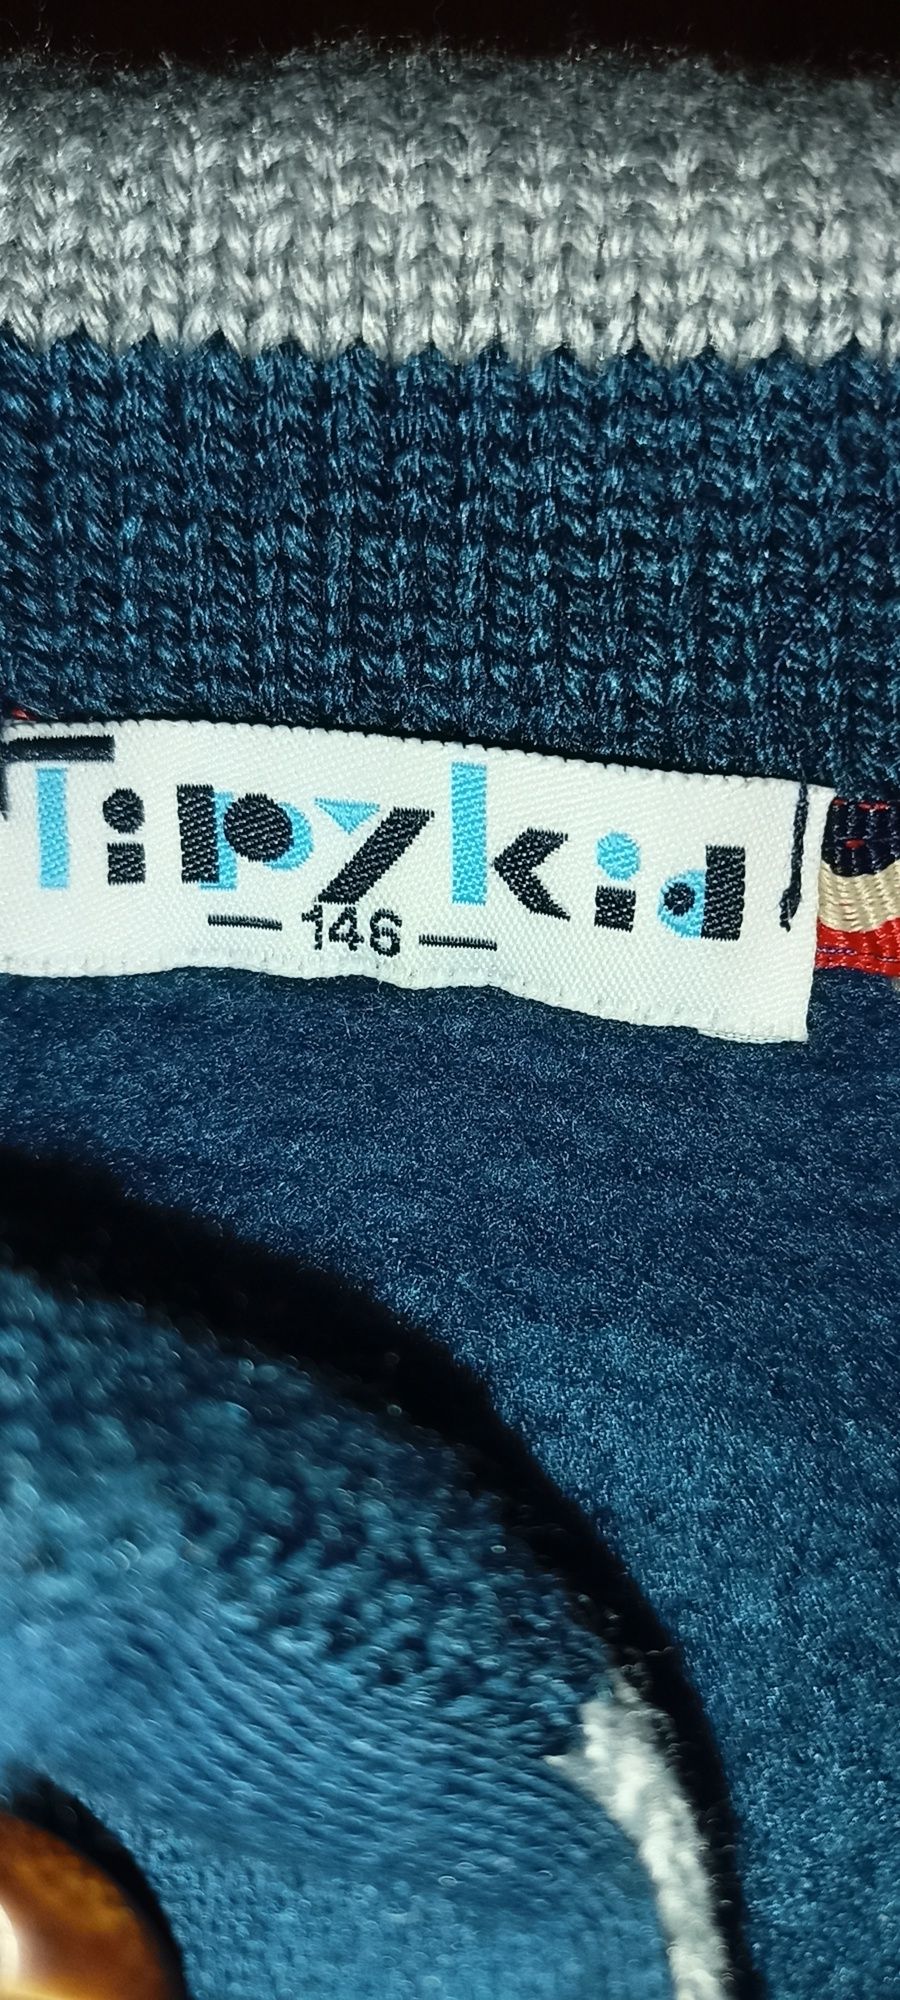 Tipykid
— 146 —